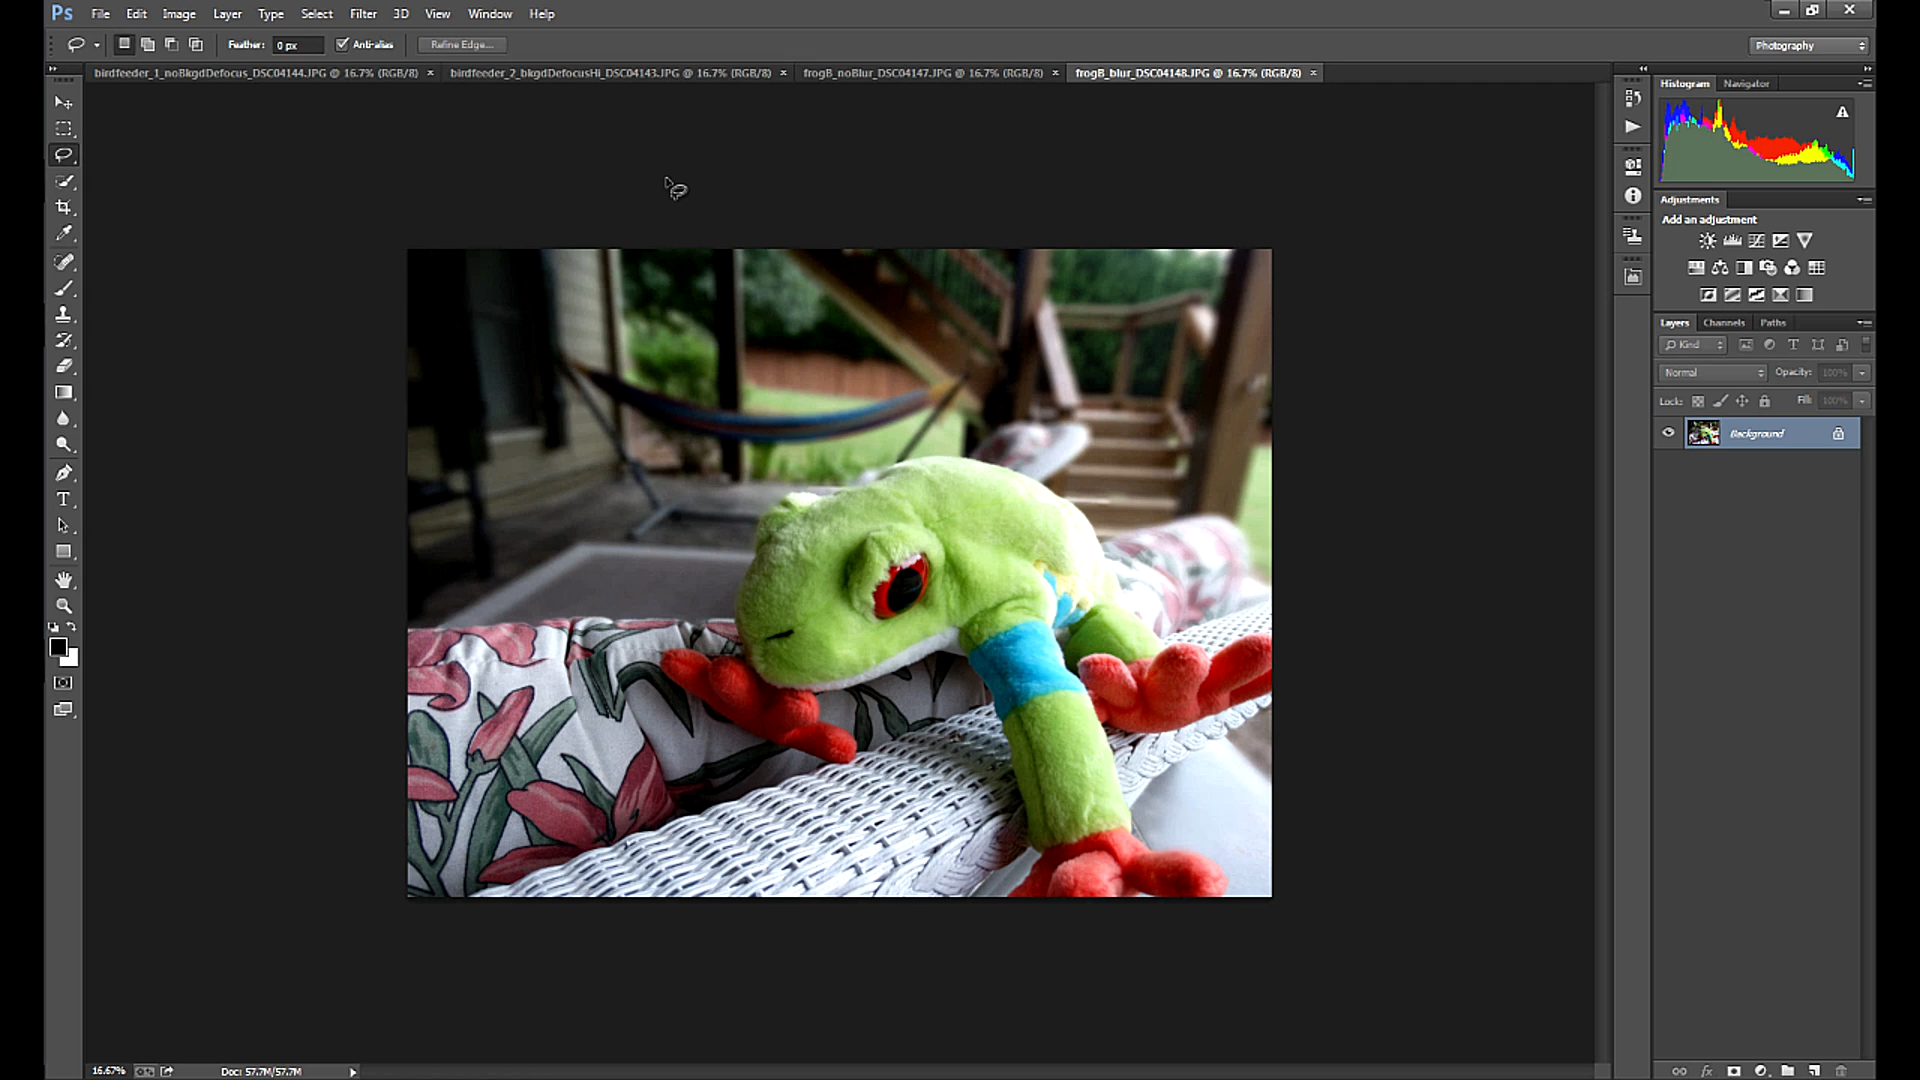 Ps File Edit Image Layer Type Select Filter 3D View Window Help
Feather: 0 px Anti-alias Refine Edge... Photography
birdfeeder_1_noBkgdDefocus_DSC04144.JPG @ 16.7% (RGB/8) × birdfeeder_2_bkgdDefocusHi_DSC04143.JPG @ 16.7% (RGB/8) × frogB_noBlur_DSC04147.JPG @ 16.7% (RGB/8) × frogB_blur_DSC04148.JPG @ 16.7% (RGB/8) ×
Histogram Navigator
Adjustments
Add an adjustment
Layers Channels Paths
Kind
Normal Opacity: 100%
Lock: Fill: 100%
Background
16.67% Doc: 57.7M/57.7M